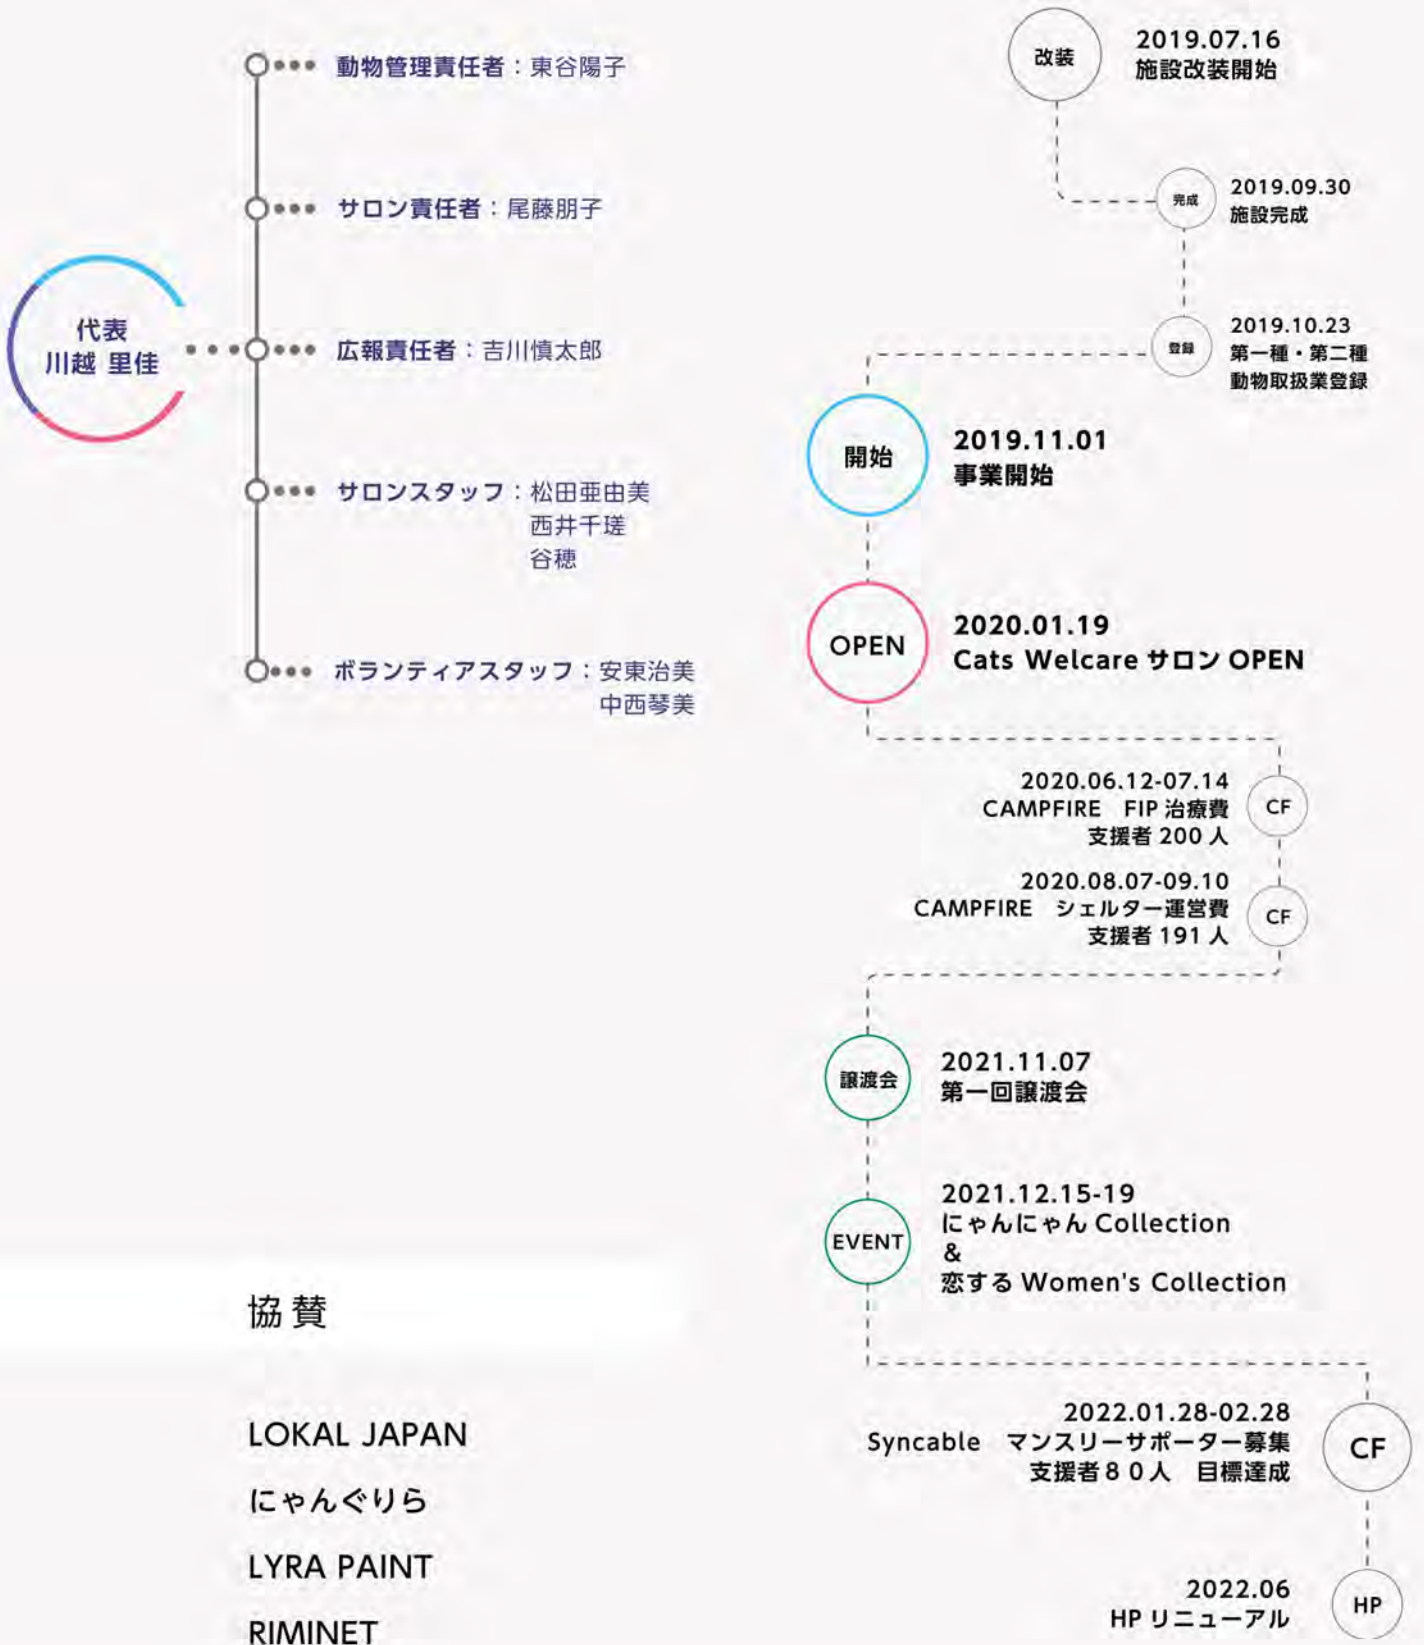 代表
川越 里佳
動物管理責任者：東谷陽子
サロン責任者：尾藤朋子
広報責任者：吉川慎太郎
サロンスタッフ：松田亜由美
西井千瑳
谷穂
ボランティアスタッフ：安東治美
中西琴美
協賛
LOKAL JAPAN
にゃんぐりら
LYRA PAINT
RIMINET
改装
2019.07.16
施設改装開始
完成
2019.09.30
施設完成
登録
2019.10.23
第一種・第二種
動物取扱業登録
開始
2019.11.01
事業開始
OPEN
2020.01.19
Cats Welcare サロン OPEN
2020.06.12-07.14
CAMPFIRE　FIP 治療費
支援者 200 人
CF
2020.08.07-09.10
CAMPFIRE　シェルター運営費
支援者 191 人
CF
譲渡会
2021.11.07
第一回譲渡会
EVENT
2021.12.15-19
にゃんにゃん Collection
&
恋する Women's Collection
2022.01.28-02.28
Syncable　マンスリーサポーター募集
支援者８０人　目標達成
CF
2022.06
HP リニューアル
HP